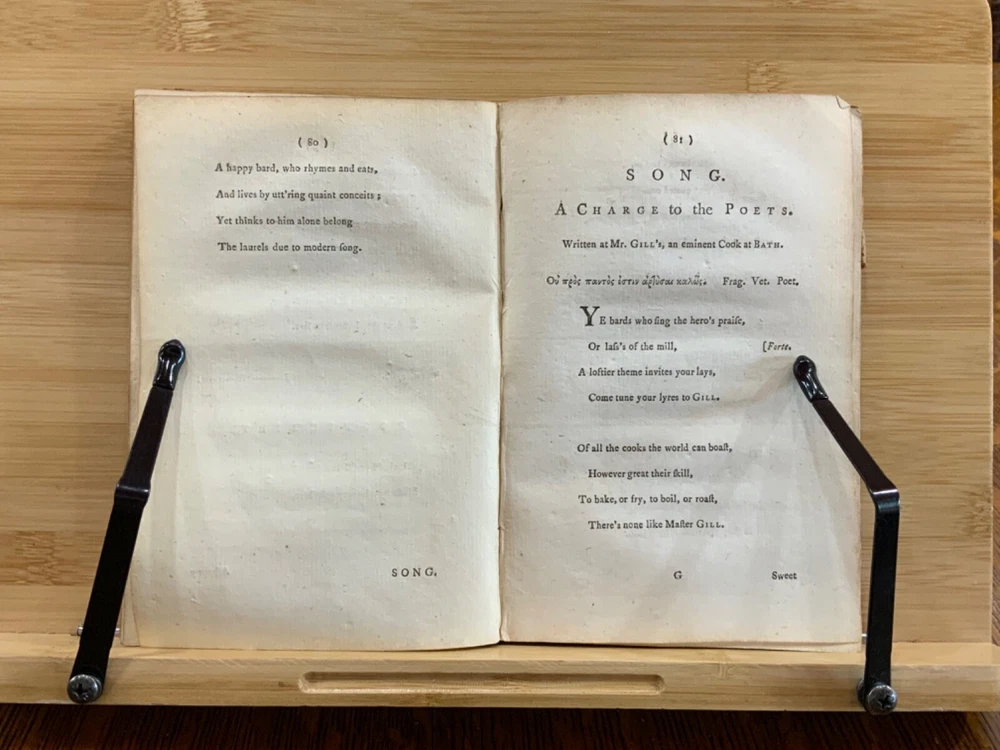 ( 80 )
A happy bard, who rhymes and eats,
And lives by utt'ring quaint conceits ;
Yet thinks to him alone belong
The laurels due to modern ſong.
SONG.
( 81 )
SONG.
A CHARGE to the POETS.
Written at Mr. GILL's, an eminent Cook at BATH.
Οὐ πρὸς παντὸς ἐστιν ἀρτῦσαι καλῶς. Frag. Vet. Poet.
YE bards who ſing the hero's praiſe,
Or laſs's of the mill, [Forte.
A loftier theme invites your lays,
Come tune your lyres to GILL.
Of all the cooks the world can boaſt,
However great their ſkill,
To bake, or fry, to boil, or roaſt,
There's none like Maſter GILL.
G Sweet